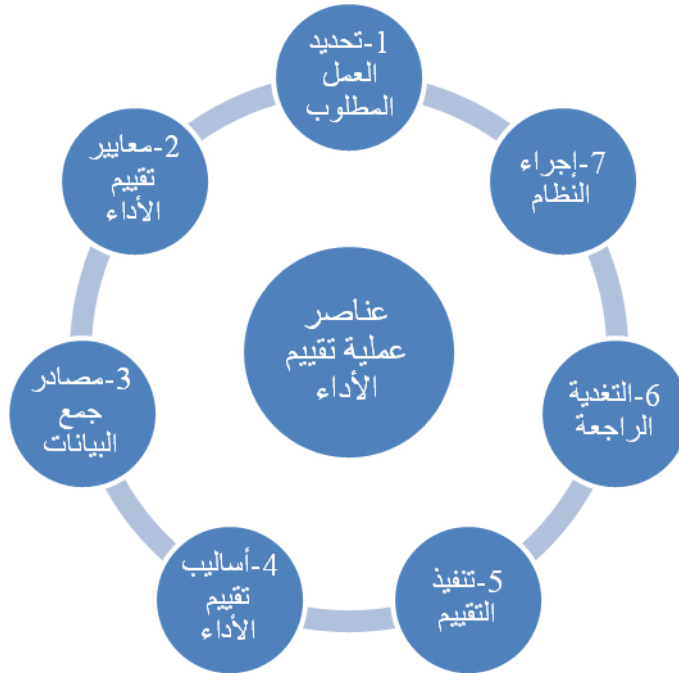 1-تحديد
العمل
المطلوب
2-معايير
تقييم
الأداء
3-مصادر
جمع
البيانات
4-أساليب
تقييم
الأداء
5-تنفيذ
التقييم
6-التغدية
الراجعة
7-إجراء
النظام
عناصر
عملية تقييم
الأداء